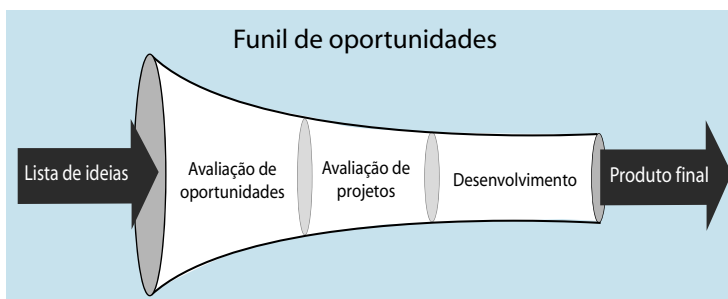 Funil de oportunidades
Lista de ideias
Avaliação de
oportunidades
Avaliação de
projetos
Desenvolvimento
Produto final